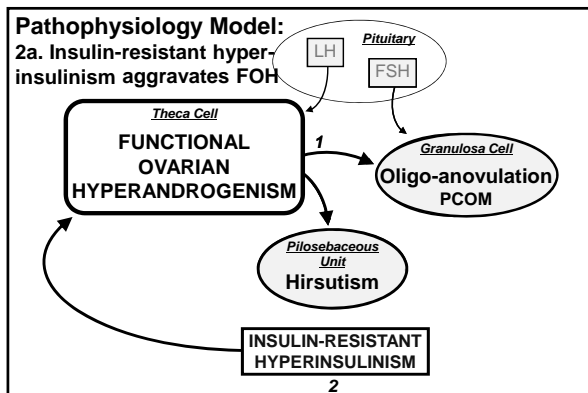 Pathophysiology Model:
2a. Insulin-resistant hyper-
insulinism aggravates FOH
Pituitary
LH
FSH
Theca Cell
FUNCTIONAL
OVARIAN
HYPERANDROGENISM
1
Granulosa Cell
Oligo-anovulation
PCOM
Pilosebaceous
Unit
Hirsutism
INSULIN-RESISTANT
HYPERINSULINISM
2